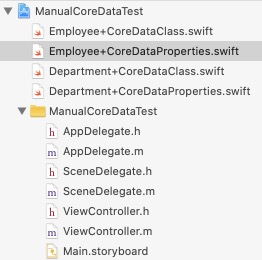 ManualCoreDataTest
Employee+CoreDataClass.swift
Employee+CoreDataProperties.swift
Department+CoreDataClass.swift
Department+CoreDataProperties.swift
ManualCoreDataTest
h AppDelegate.h
m AppDelegate.m
h SceneDelegate.h
m SceneDelegate.m
h ViewController.h
m ViewController.m
Main.storyboard